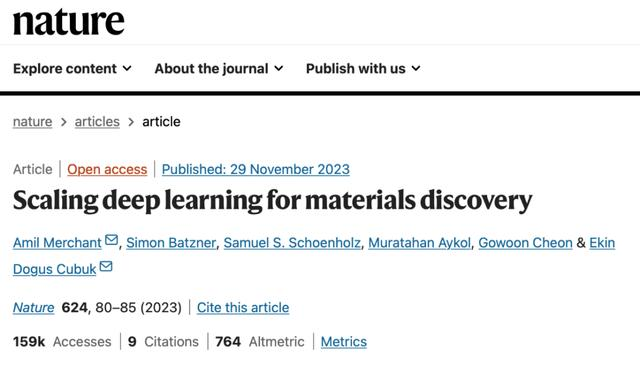 nature
Explore content About the journal Publish with us
nature > articles > article
Article | Open access | Published: 29 November 2023
Scaling deep learning for materials discovery
Amil Merchant, Simon Batzner, Samuel S. Schoenholz, Muratahan Aykol, Gowoon Cheon & Ekin
Dogus Cubuk
Nature 624, 80–85 (2023) | Cite this article
159k Accesses | 9 Citations | 764 Altmetric | Metrics